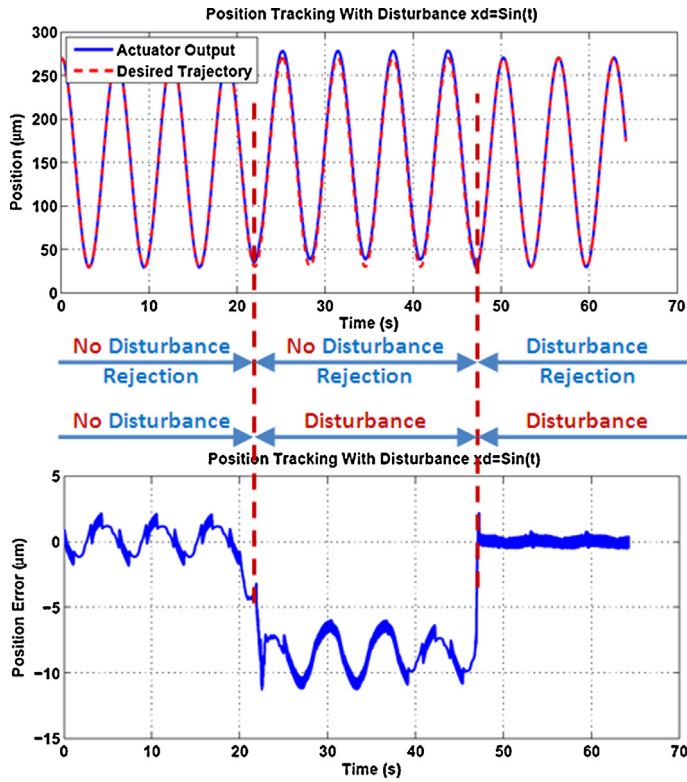 Position Tracking With Disturbance xd=Sin(t)
300
250
200
150
100
50
0
Position (µm)
Actuator Output
Desired Trajectory
0 10 20 30 40 50 60 70
Time (s)
No Disturbance Rejection
No Disturbance Rejection
Disturbance Rejection
No Disturbance
Disturbance
Disturbance
Position Tracking With Disturbance xd=Sin(t)
5
0
−5
−10
−15
Position Error (µm)
0 10 20 30 40 50 60 70
Time (s)